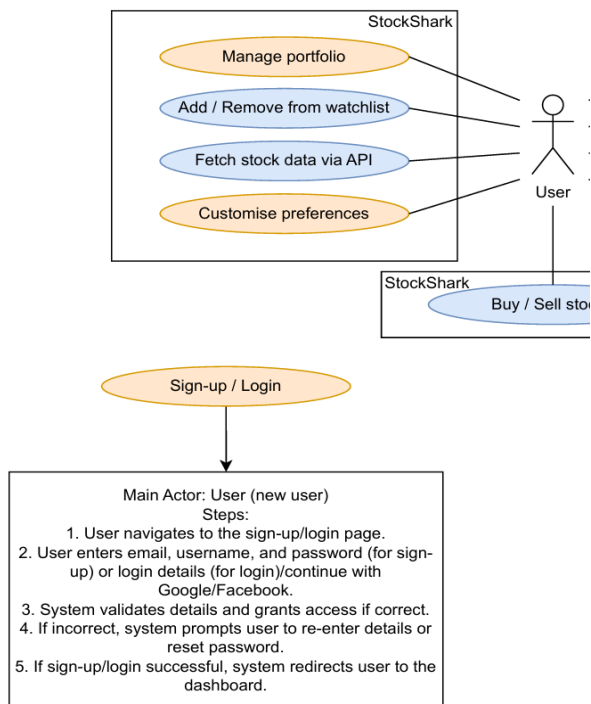 StockShark
Manage portfolio
Add / Remove from watchlist
Fetch stock data via API
Customise preferences
User
StockShark
Buy / Sell
Sign-up / Login
Main Actor: User (new user)
Steps:
1. User navigates to the sign-up/login page.
2. User enters email, username, and password (for sign-
up) or login details (for login)/continue with
Google/Facebook.
3. System validates details and grants access if correct.
4. If incorrect, system prompts user to re-enter details or
reset password.
5. If sign-up/login successful, system redirects user to the
dashboard.